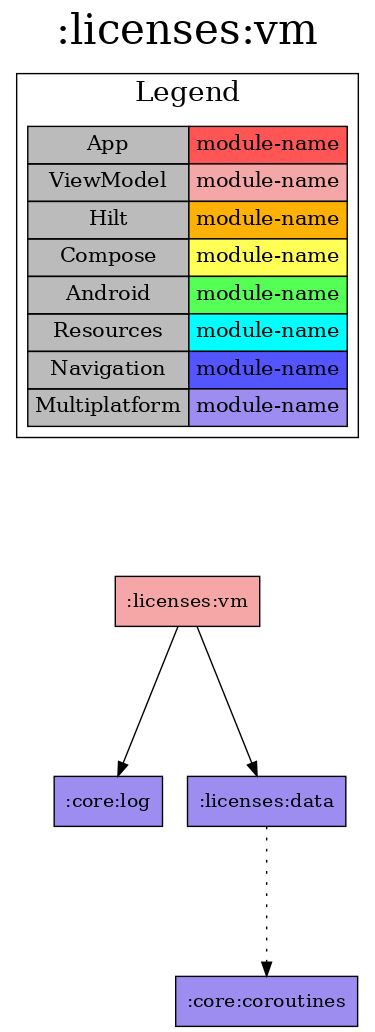 :licenses:vm
Legend
App module-name
ViewModel module-name
Hilt module-name
Compose module-name
Android module-name
Resources module-name
Navigation module-name
Multiplatform module-name
:licenses:vm
:core:log :licenses:data
:core:coroutines